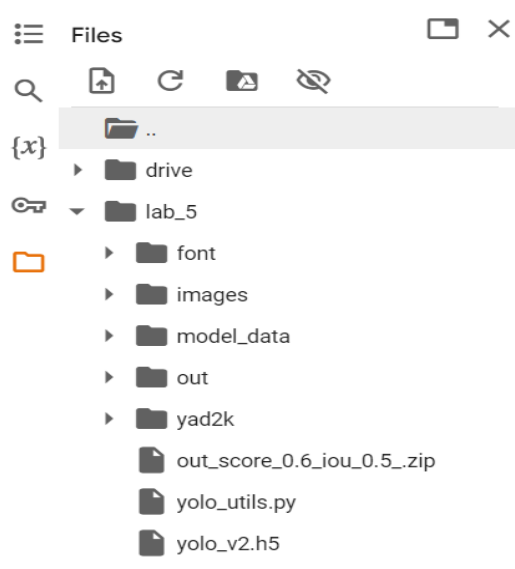 Files
{x}
..
drive
lab_5
font
images
model_data
out
yad2k
out_score_0.6_iou_0.5_.zip
yolo_utils.py
yolo_v2.h5